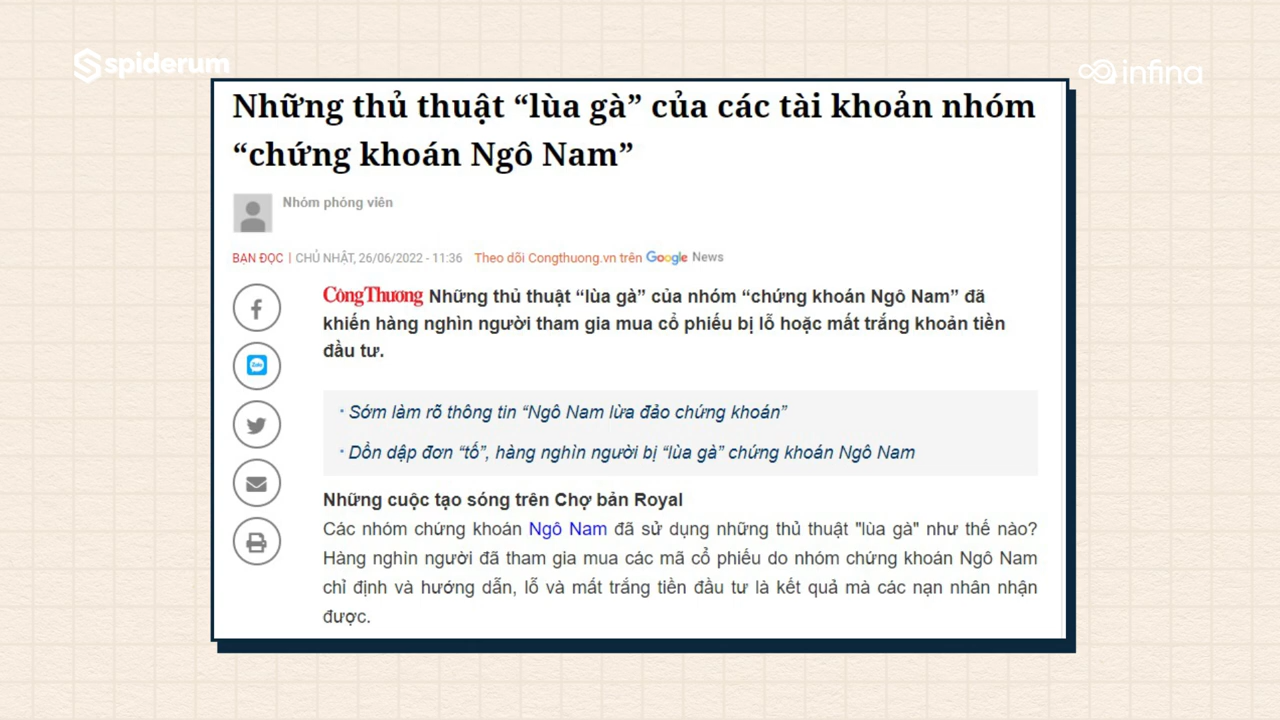 spiderum
infina
Những thủ thuật “lùa gà” của các tài khoản nhóm
“chứng khoán Ngô Nam”
Nhóm phóng viên
BẠN ĐỌC | CHỦ NHẬT, 26/06/2022 - 11:36 Theo dõi Congthuong.vn trên Google News
CôngThương Những thủ thuật “lùa gà” của nhóm “chứng khoán Ngô Nam” đã
khiến hàng nghìn người tham gia mua cổ phiếu bị lỗ hoặc mất trắng khoản tiền
đầu tư.
Zalo
· Sớm làm rõ thông tin “Ngô Nam lừa đảo chứng khoán”
· Dồn dập đơn “tố”, hàng nghìn người bị “lùa gà” chứng khoán Ngô Nam
Những cuộc tạo sóng trên Chợ bản Royal
Các nhóm chứng khoán Ngô Nam đã sử dụng những thủ thuật "lùa gà" như thế nào?
Hàng nghìn người đã tham gia mua các mã cổ phiếu do nhóm chứng khoán Ngô Nam
chỉ định và hướng dẫn, lỗ và mất trắng tiền đầu tư là kết quả mà các nạn nhân nhận
được.